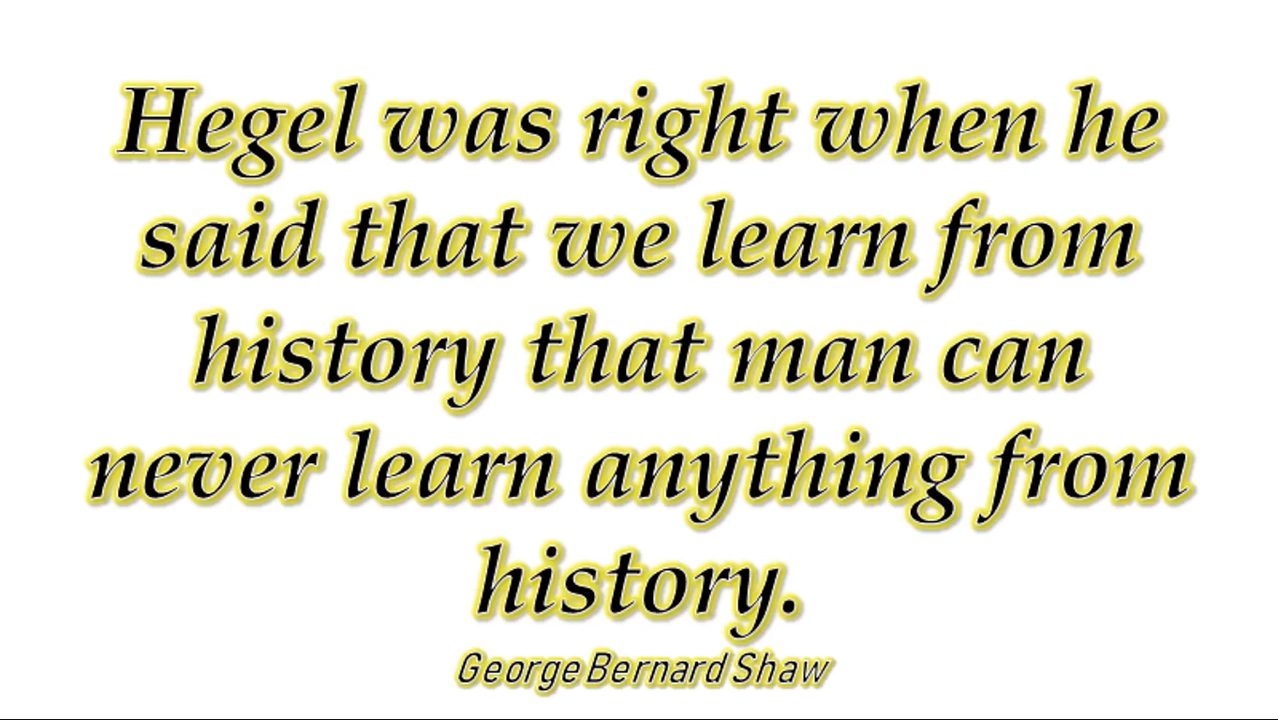 Hegel was right when he
said that we learn from
history that man can
never learn anything from
history.
George Bernard Shaw